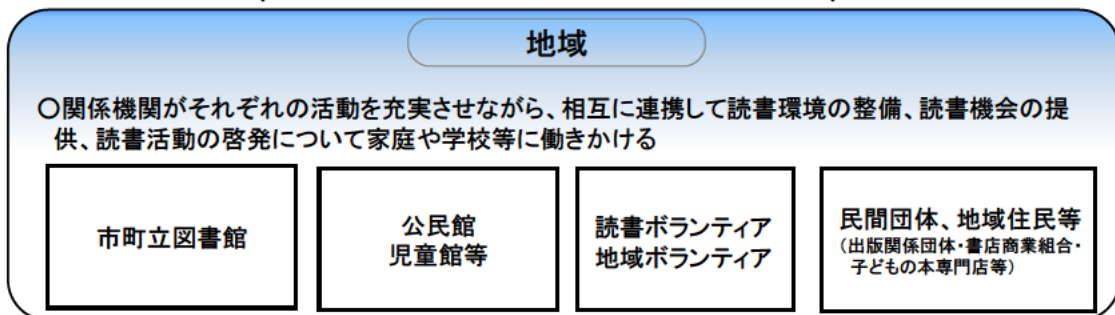 地域
〇関係機関がそれぞれの活動を充実させながら、相互に連携して読書環境の整備、読書機会の提
供、読書活動の啓発について家庭や学校等に働きかける
市町立図書館
公民館
児童館等
読書ボランティア
地域ボランティア
民間団体、地域住民等
（出版関係団体・書店商業組合・
子どもの本専門店等）